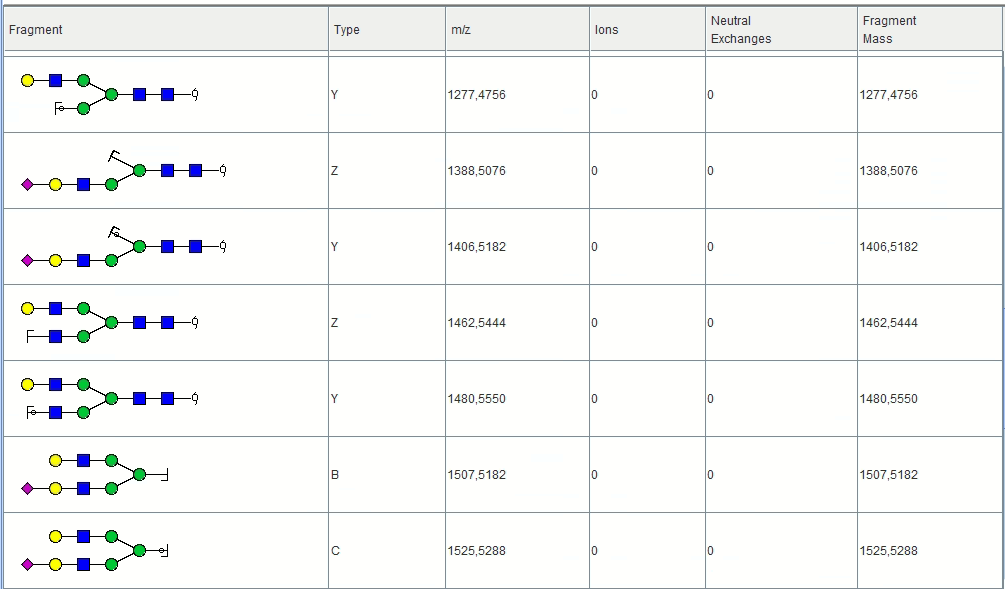 Fragment Type m/z Ions Neutral Exchanges Fragment Mass
Y 1277,4756 0 0 1277,4756
Z 1388,5076 0 0 1388,5076
Y 1406,5182 0 0 1406,5182
Z 1462,5444 0 0 1462,5444
Y 1480,5550 0 0 1480,5550
B 1507,5182 0 0 1507,5182
C 1525,5288 0 0 1525,5288